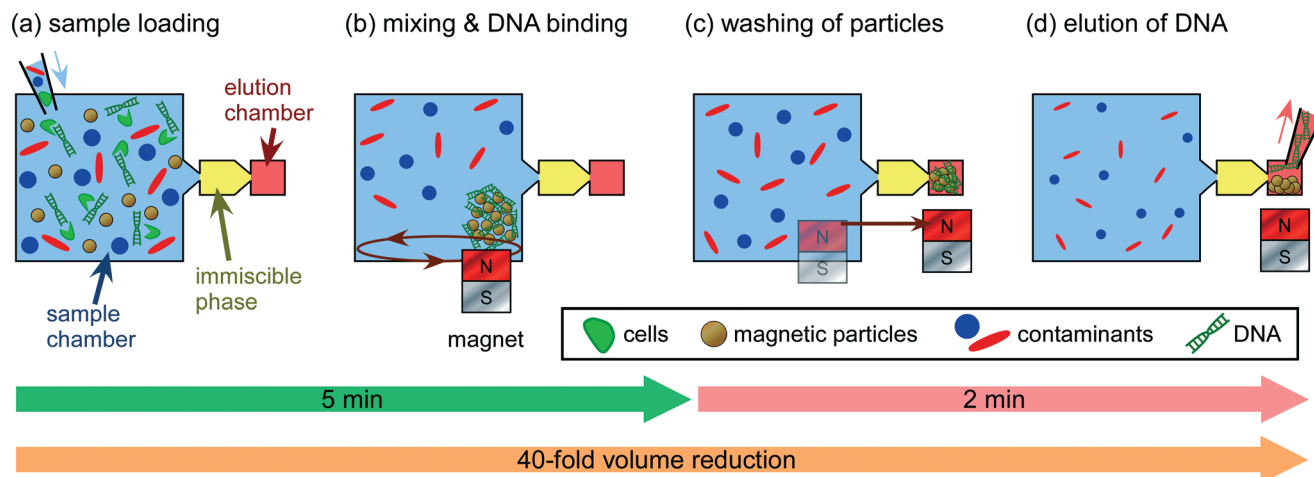 (a) sample loading
(b) mixing & DNA binding
(c) washing of particles
(d) elution of DNA
elution
chamber
immiscible
phase
sample
chamber
N
S
magnet
N
S
N
S
N
S
cells
magnetic particles
contaminants
DNA
5 min
2 min
40-fold volume reduction